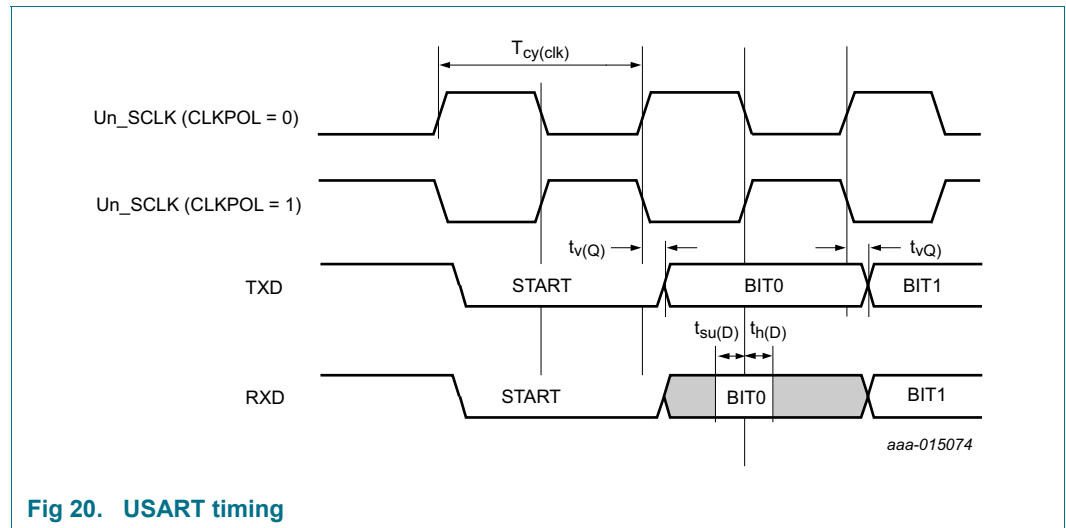 Tcy(clk)
Un_SCLK (CLKPOL = 0)
Un_SCLK (CLKPOL = 1)
tv(Q)
tvQ)
TXD
START
BIT0
BIT1
tsu(D)
th(D)
RXD
START
BIT0
BIT1
aaa-015074
Fig 20. USART timing